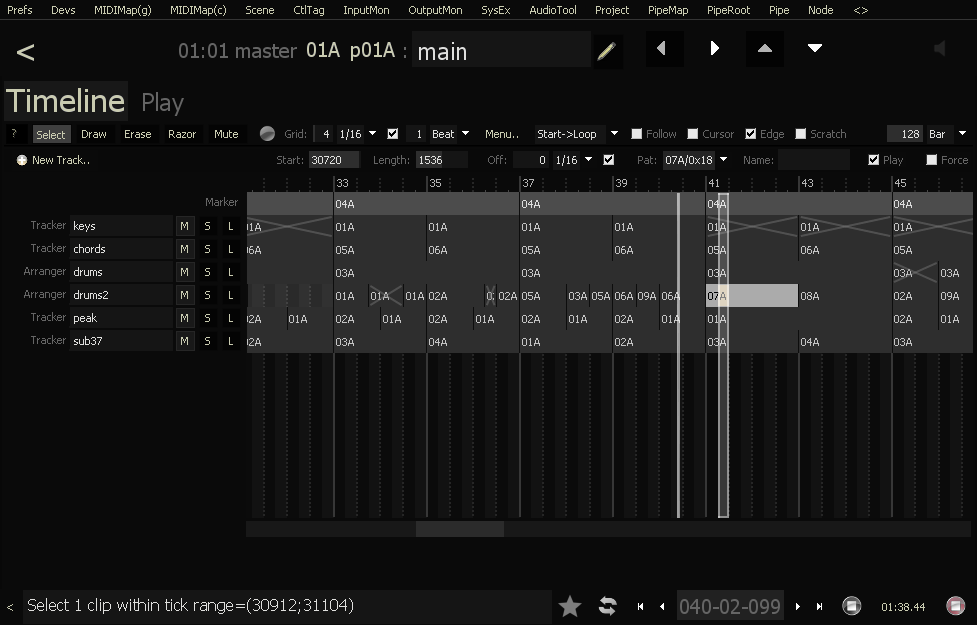 Prefs Devs MIDIMap(g) MIDIMap(c) Scene CtlTag InputMon OutputMon SysEx AudioTool Project PipeMap PipeRoot Pipe Node <>
< 01:01 master 01A p01A : main
Timeline Play
? Select Draw Erase Razor Mute Grid: 4 1/16 1 Beat Menu.. Start->Loop Follow Cursor Edge Scratch 128 Bar
New Track.. Start: 30720 Length: 1536 Off: 0 1/16 Pat: 07A/0x18 Name: Play Force
33 35 37 39 41 43 45
Marker 04A 04A 04A 04A
Tracker keys M S L 01A 01A 01A 01A 01A 01A 01A 01A
Tracker chords M S L 06A 05A 06A 05A 06A 05A 06A 05A
Arranger drums M S L 03A 03A 03A 03A 03A
Arranger drums2 M S L 01A 01A 01A 02A 02A 05A 03A 05A 06A 09A 06A 07A 08A 02A 09A
Tracker peak M S L 02A 01A 02A 01A 02A 01A 02A 01A 02A 01A 01A 02A 01A
Tracker sub37 M S L 02A 03A 04A 01A 02A 03A 04A 03A
< Select 1 clip within tick range=(30912;31104) 040-02-099 01:38.44